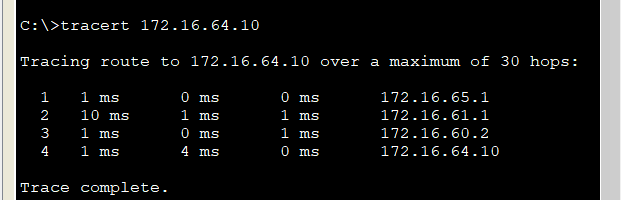 C:\>tracert 172.16.64.10
Tracing route to 172.16.64.10 over a maximum of 30 hops:
1 1 ms 0 ms 0 ms 172.16.65.1
2 10 ms 1 ms 1 ms 172.16.61.1
3 1 ms 0 ms 1 ms 172.16.60.2
4 1 ms 4 ms 0 ms 172.16.64.10
Trace complete.